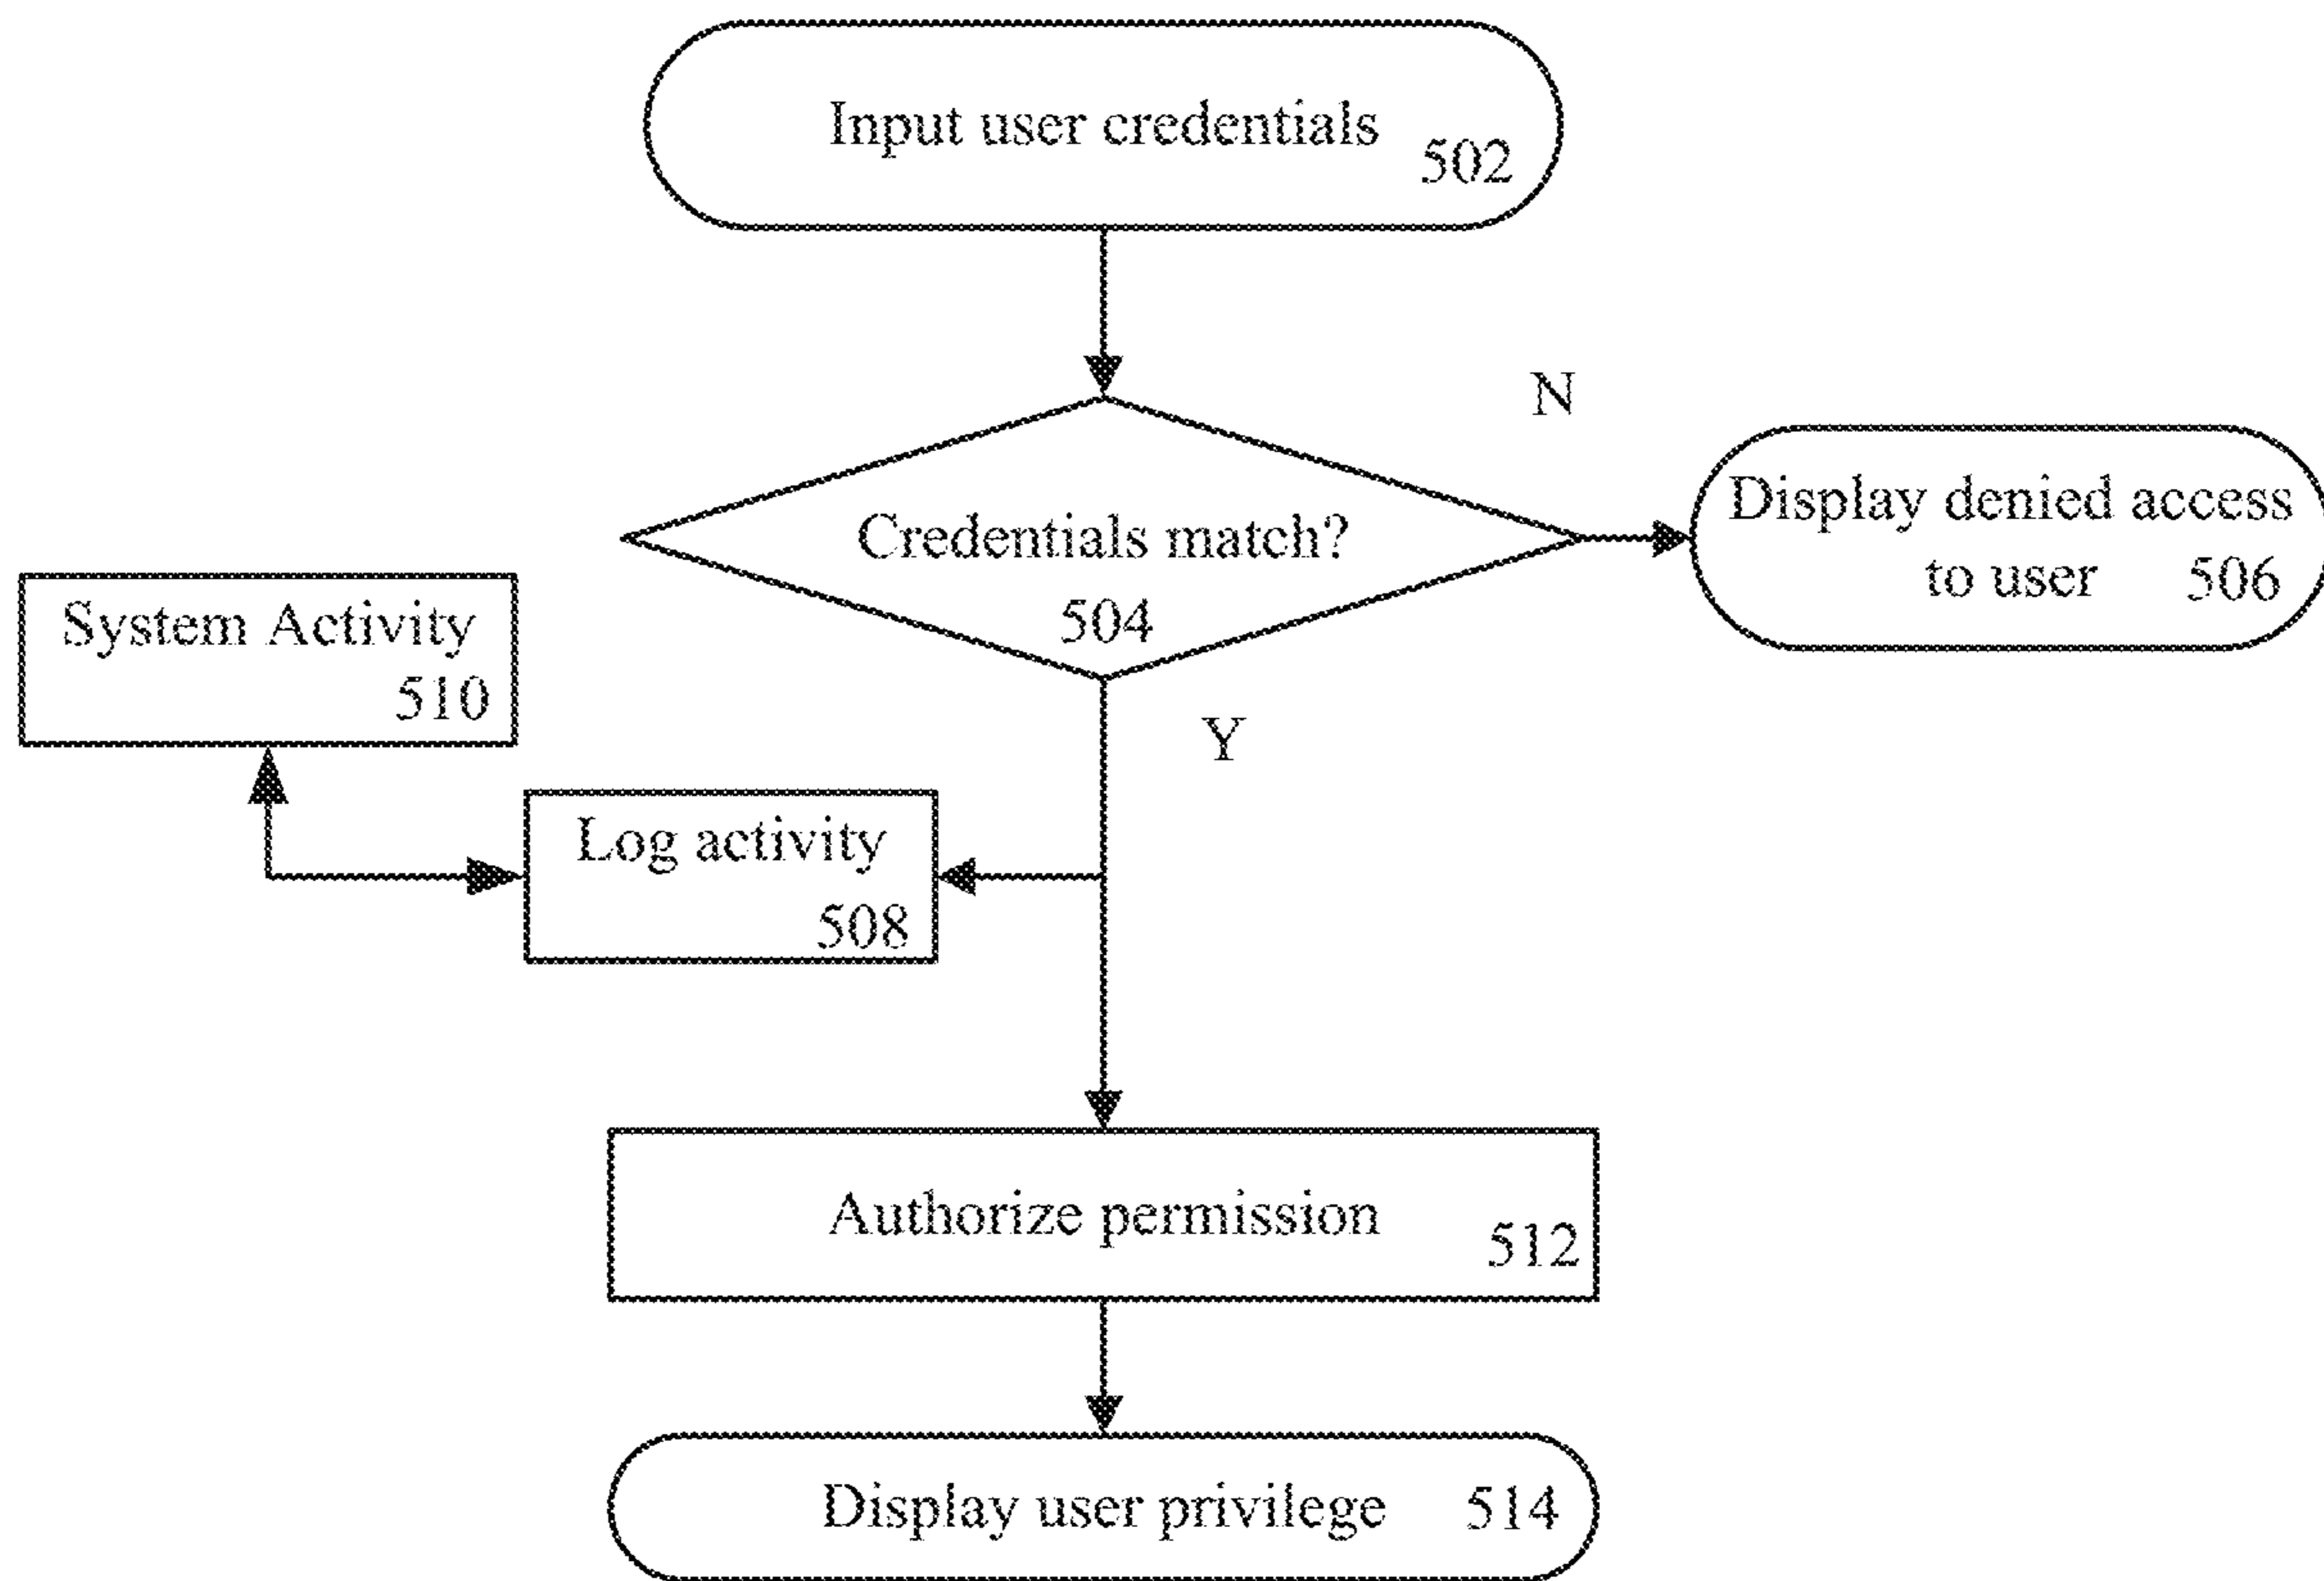 Input user credentials
502
N
Display denied access
to user 506
Credentials match?
504
System Activity
510
Y
Log activity
508
Authorize permission
512
Display user privilege 514